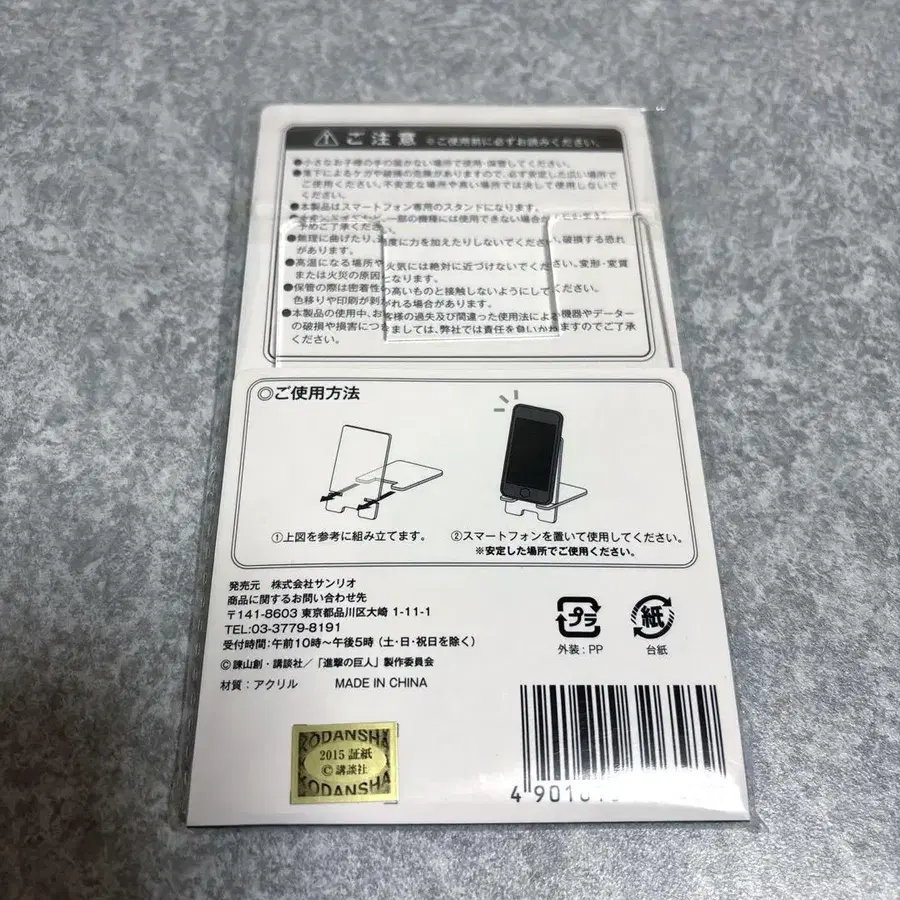 ご注意 ※ご使用前に必ずお読みください。
●小さなお子様の手の届かない場所で使用・保管してください。
●落下によるケガや破損の危険がありますので、必ず安定した広い場所で
ご使用ください。不安定な場所や高い場所では決して使用しないで
ください。
●本製品はスマートフォン専用のスタンドになります。
一部の機種には使用できない場合が
予めご了承ください。
●無理に曲げたり、過度に力を加えたりしないでください。破損する恐れ
があります。
●高温になる場所や火気には絶対に近づけないでください。変形・変質
または火災の原因となります。
●保管の際は密着性の高いものと接触しないようにしてください。
色移りや印刷が剥がれる場合があります。
●本製品の使用中、お客様の過失及び間違った使用法による機器やデーター
の破損や損害につきましては、弊社では責任を負いかねますのでご了承
ください。
◎ご使用方法
①上図を参考に組み立てます。
②スマートフォンを置いて使用してください。
※安定した場所でご使用ください。
発売元 株式会社サンリオ
商品に関するお問い合わせ先
〒141-8603 東京都品川区大崎 1-11-1
TEL:03-3779-8191
受付時間:午前10時〜午後5時(土・日・祝日を除く)
©諫山創・講談社/「進撃の巨人」製作委員会
材質:アクリル MADE IN CHINA
プラ
外装:PP
紙
台紙
KODANSHA
2015 証紙
©講談社
KODANSHA
4 901610